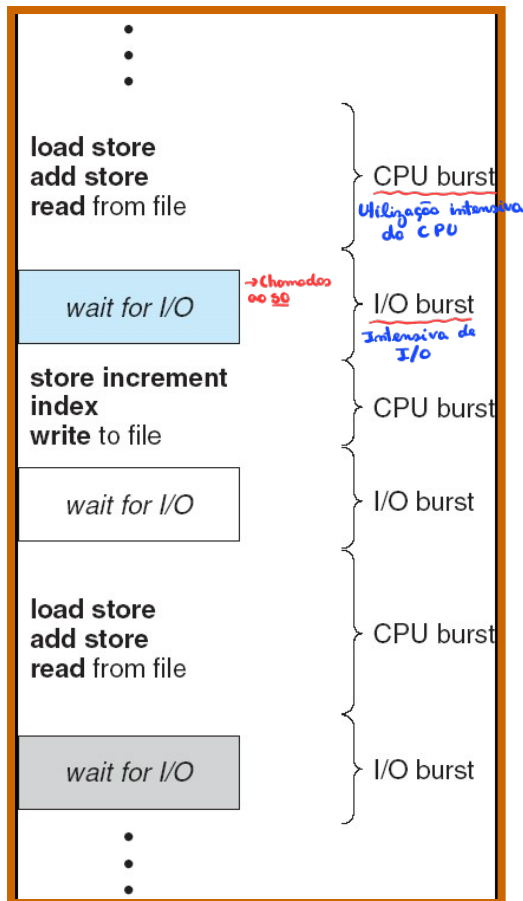 load store
add store
read from file
CPU burst
Utilização intensiva
do CPU
wait for I/O
→ Chamadas
ao SO
I/O burst
Intensiva de
I/O
store increment
index
write to file
CPU burst
wait for I/O
I/O burst
load store
add store
read from file
CPU burst
wait for I/O
I/O burst